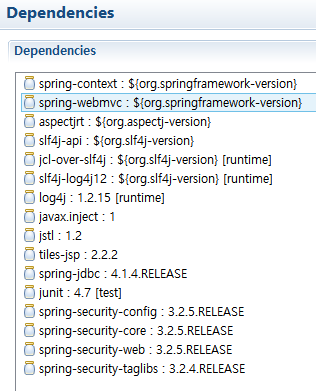 Dependencies
Dependencies
spring-context : ${org.springframework-version}
spring-webmvc : ${org.springframework-version}
aspectjrt : ${org.aspectj-version}
slf4j-api : ${org.slf4j-version}
jcl-over-slf4j : ${org.slf4j-version} [runtime]
slf4j-log4j12 : ${org.slf4j-version} [runtime]
log4j : 1.2.15 [runtime]
javax.inject : 1
jstl : 1.2
tiles-jsp : 2.2.2
spring-jdbc : 4.1.4.RELEASE
junit : 4.7 [test]
spring-security-config : 3.2.5.RELEASE
spring-security-core : 3.2.5.RELEASE
spring-security-web : 3.2.5.RELEASE
spring-security-taglibs : 3.2.4.RELEASE